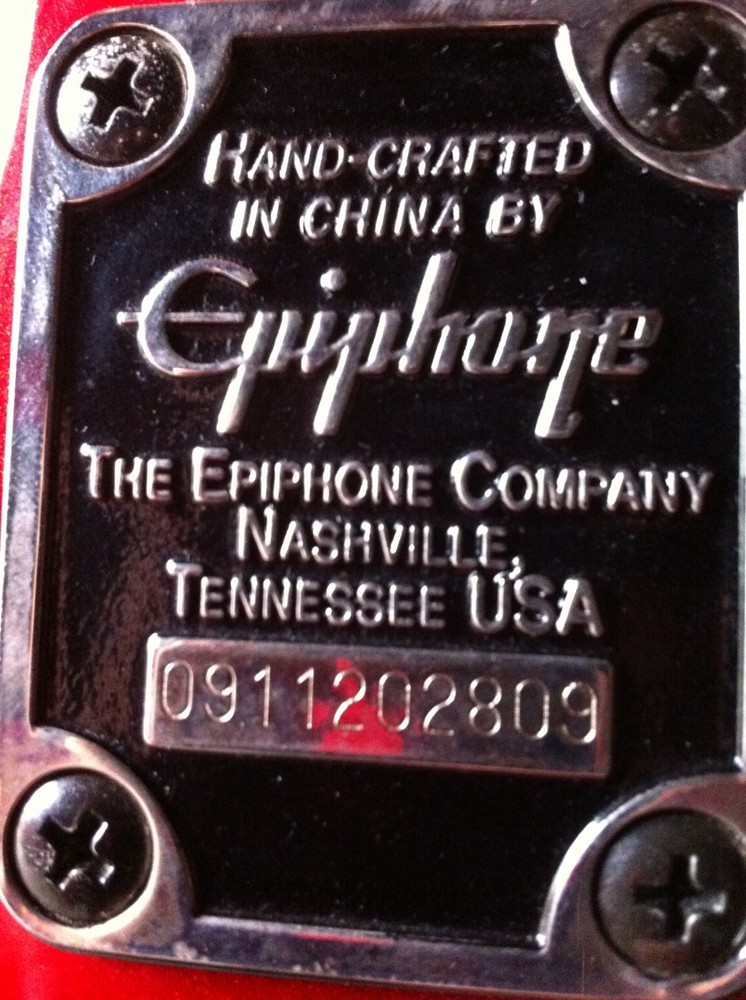 HAND-CRAFTED
IN CHINA BY
Epiphone
THE EPIPHONE COMPANY
NASHVILLE,
TENNESSEE USA
0911202809